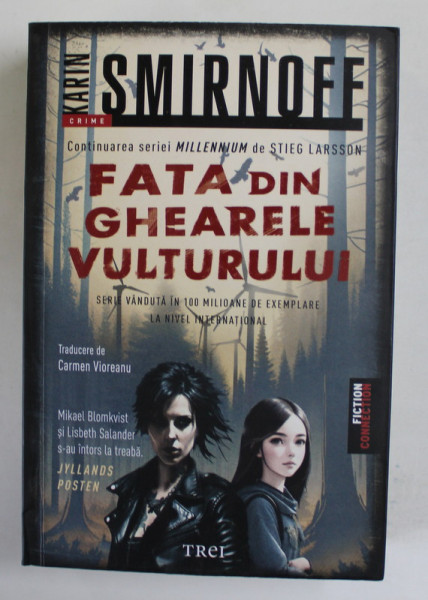 KARIN
SMIRNOFF
CRIME
Continuarea seriei MILLENNIUM de STIEG LARSSON
FATA DIN
GHEARELE
VULTURULUI
SERIE VÂNDUTĂ ÎN 100 MILIOANE DE EXEMPLARE
LA NIVEL INTERNAȚIONAL
Traducere de
Carmen Vioreanu
FICTION
CONNECTION
Mikael Blomkvist
și Lisbeth Salander
s-au întors la treabă.
JYLLANDS
POSTEN
TREI